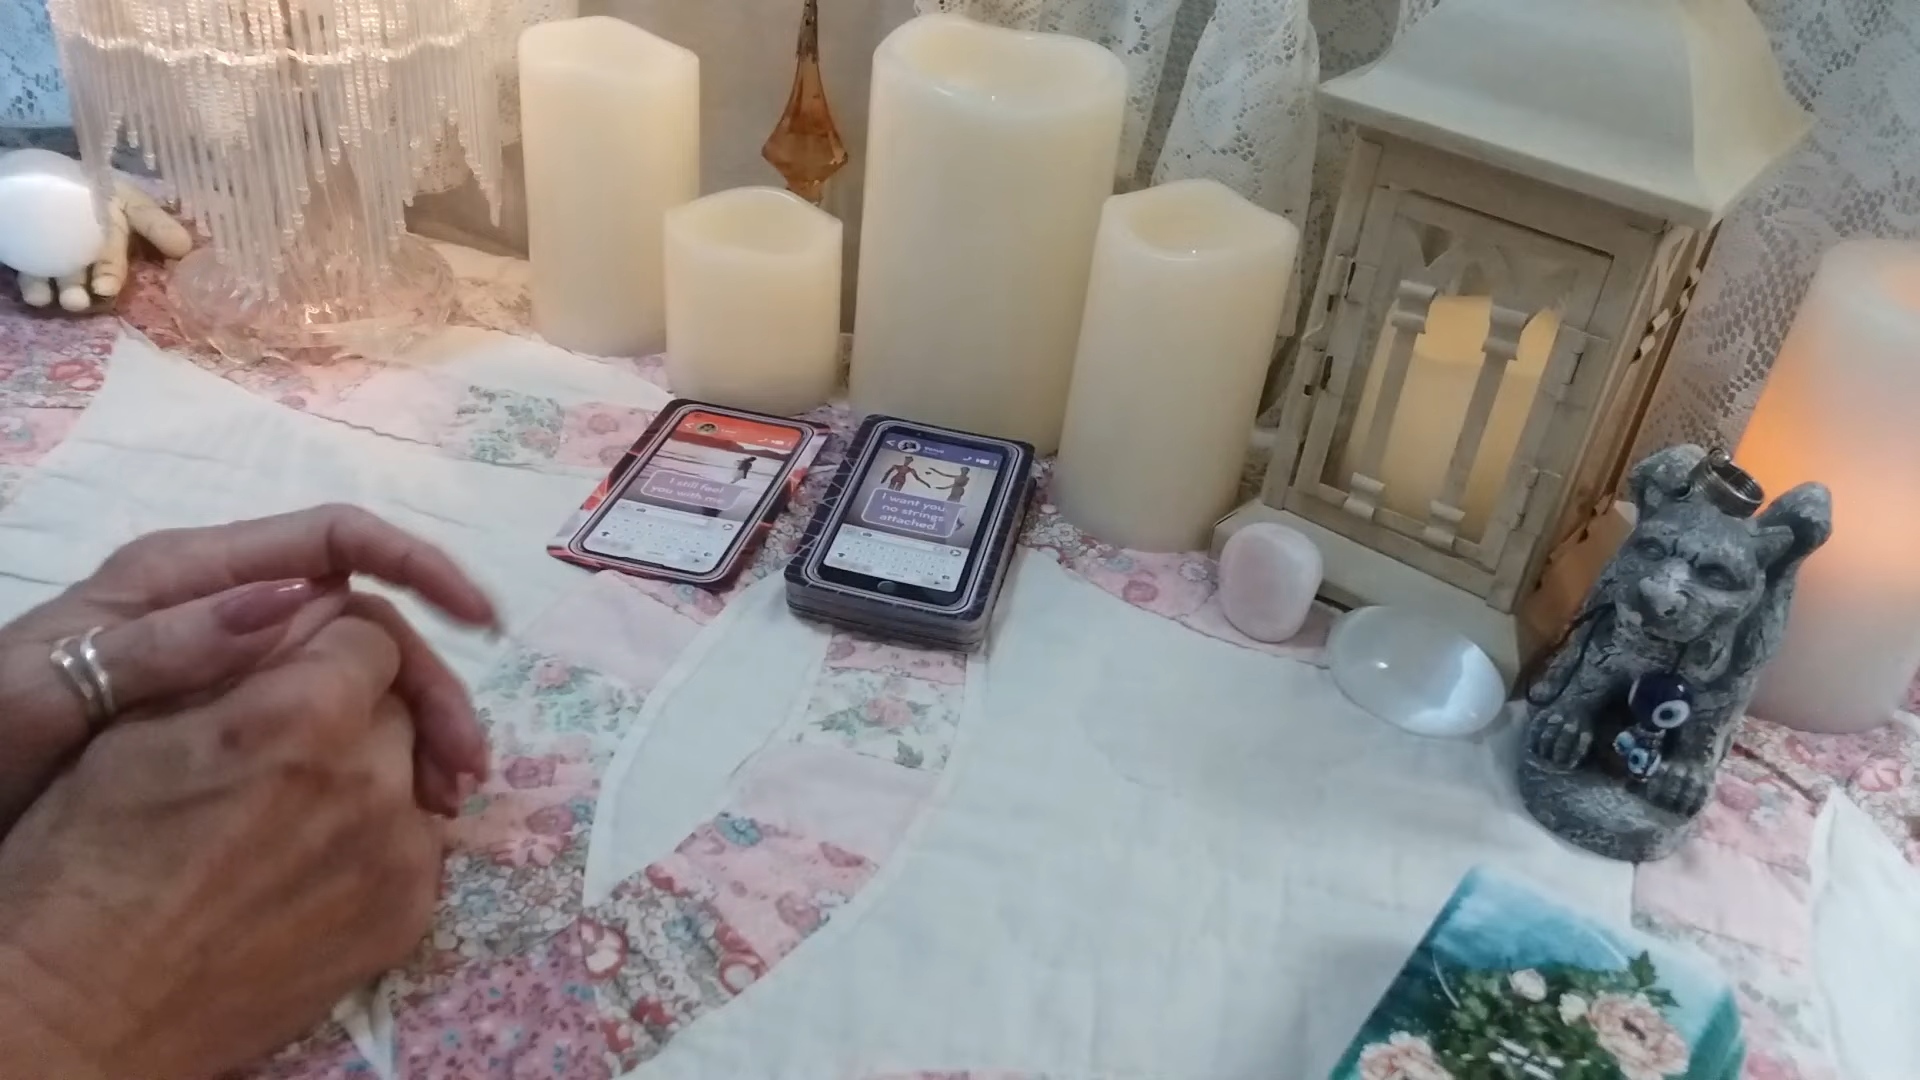 I still feel
you with me.
I want you,
no strings
attached.